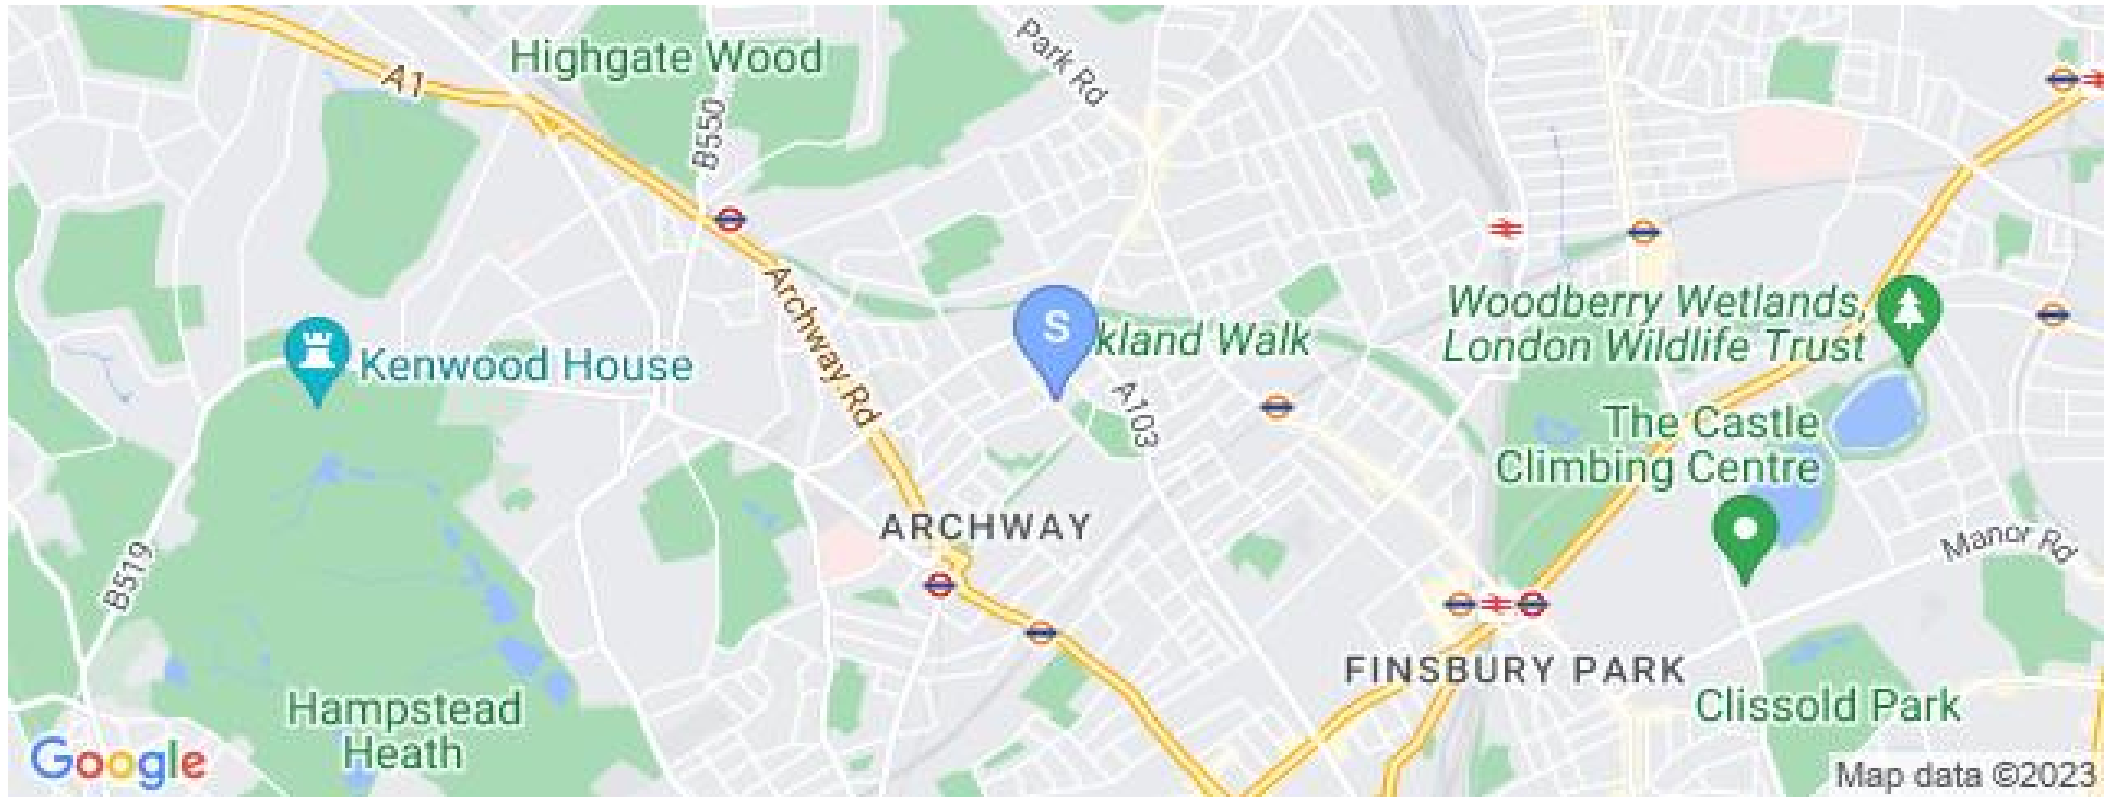 Highgate Wood
Park Rd
A1
B550
Archway Rd
S
kland Walk
Woodberry Wetlands,
London Wildlife Trust
Kenwood House
A103
The Castle
Climbing Centre
ARCHWAY
Manor Rd
B519
FINSBURY PARK
Hampstead
Heath
Clissold Park
Google
Map data ©2023